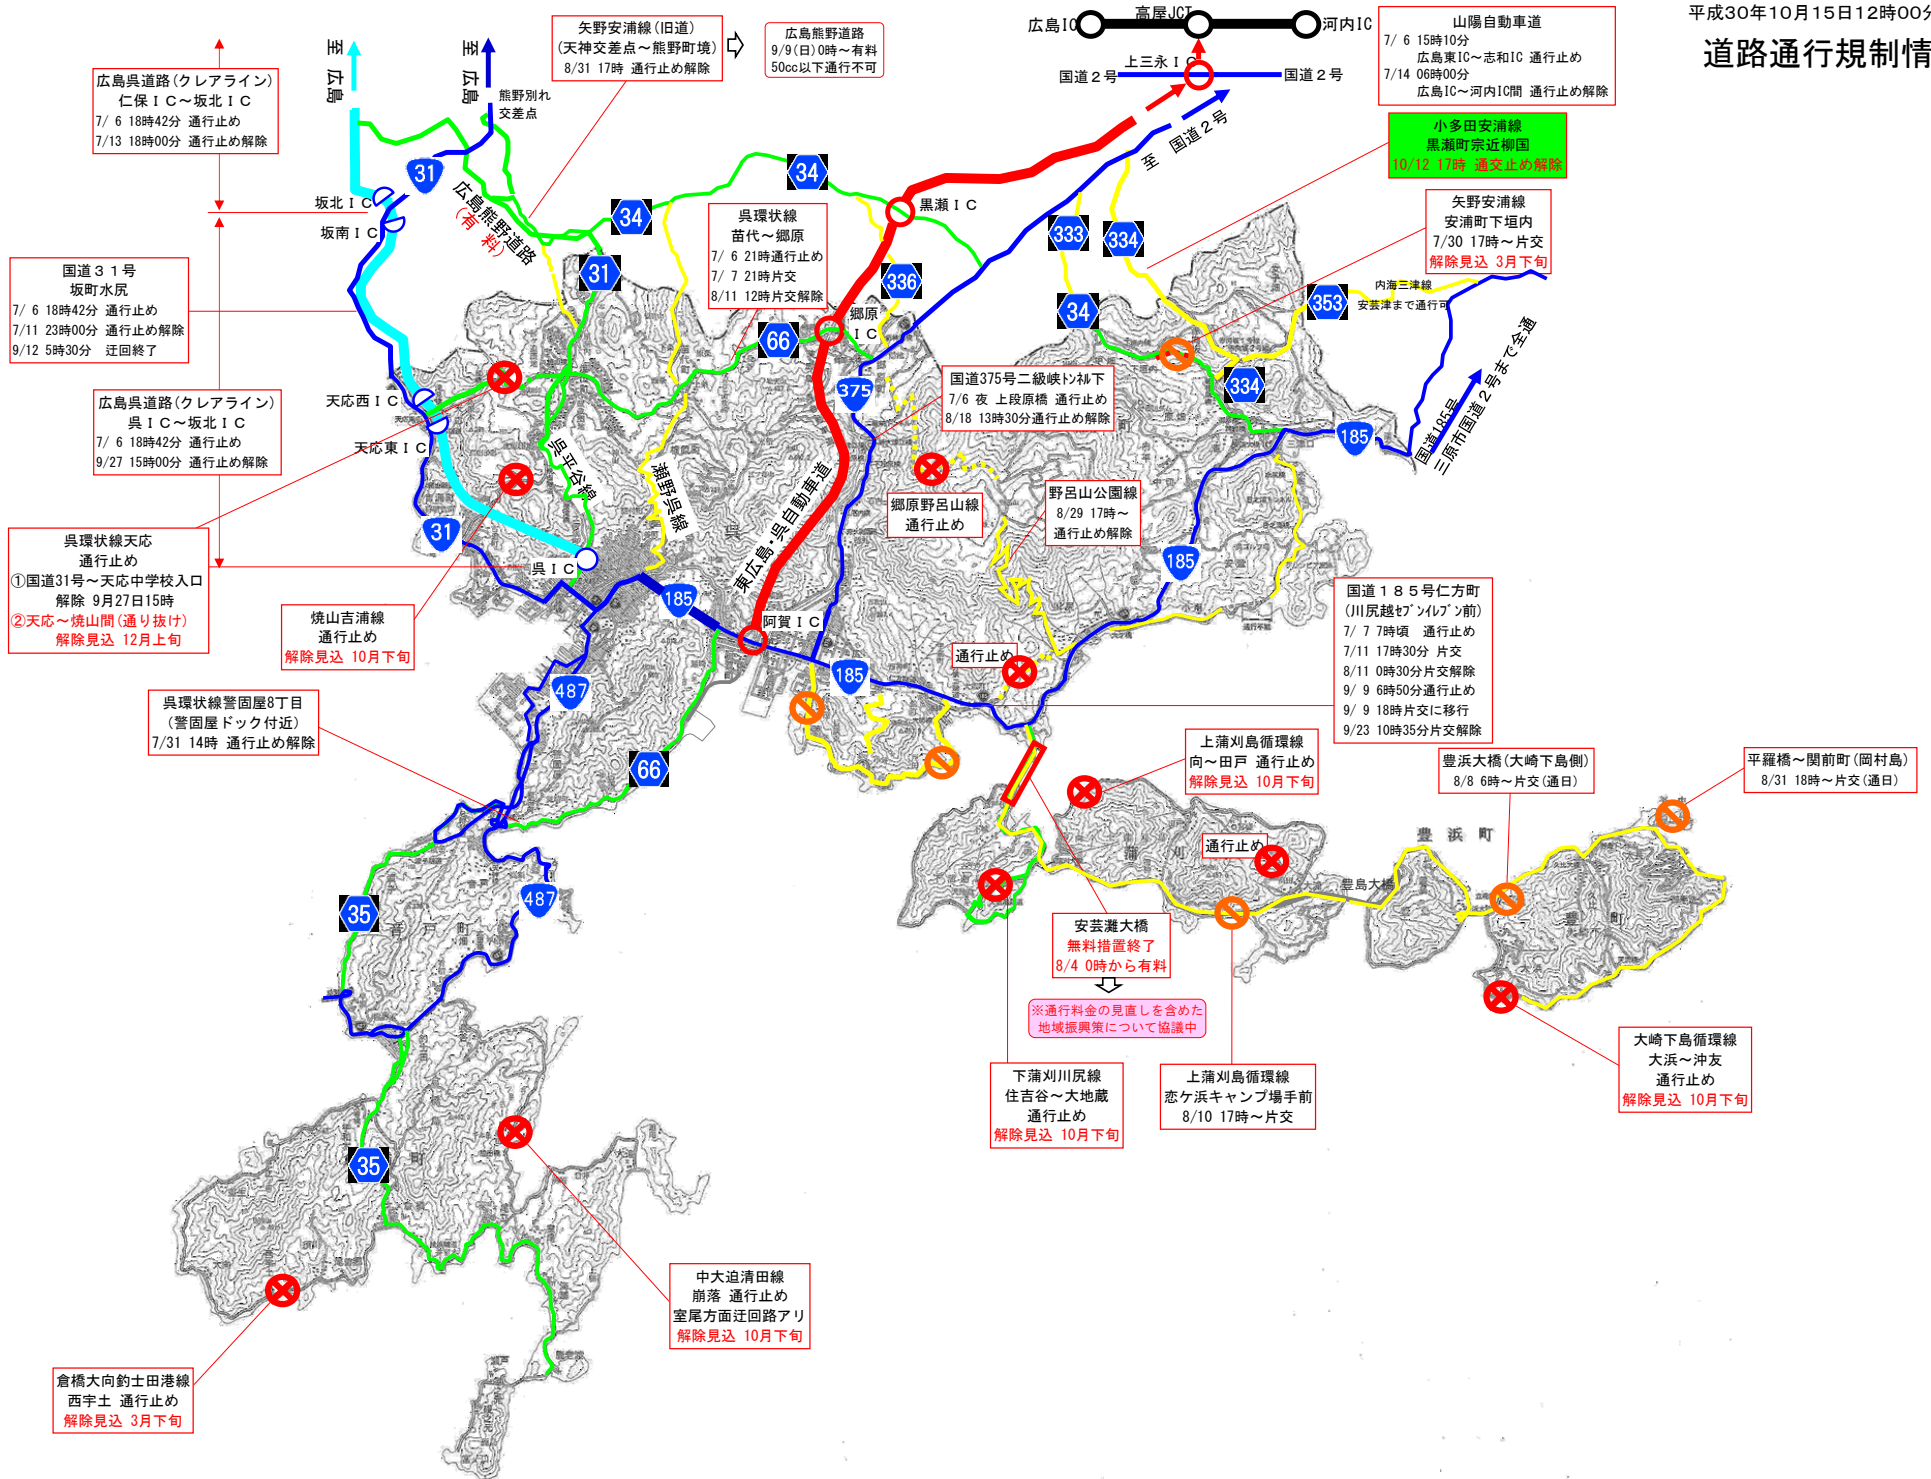 平成30年10月15日12時00分
道路通行規制情
矢野安浦線(旧道)
(天神交差点～熊野町境)
8/31 17時 通行止め解除
広島熊野道路
9/9(日)0時～有料
50cc以下通行不可
広島IC
高屋JCT
河内IC
上三永IC
国道2号
国道2号
至 国道2号
山陽自動車道
7/ 6 15時10分
広島東IC～志和IC 通行止め
7/14 06時00分
広島IC～河内IC間 通行止め解除
小多田安浦線
黒瀬町宗近柳国
10/12 17時 通交止め解除
矢野安浦線
安浦町下垣内
7/30 17時～片交
解除見込 3月下旬
広島呉道路(クレアライン)
仁保IC～坂北IC
7/ 6 18時42分 通行止め
7/13 18時00分 通行止め解除
至 広島
至 広島
熊野別れ
交差点
31
坂北IC
坂南IC
広島熊野道路
(有 料)
34
34
31
黒瀬IC
336
333
334
34
353
内海三津線
安芸津まで通行可
334
国道185号
三原市国道2号まで全通
呉環状線
苗代～郷原
7/ 6 21時通行止め
7/ 7 21時片交
8/11 12時片交解除
郷原
IC
66
375
国道31号
坂町水尻
7/ 6 18時42分 通行止め
7/11 23時00分 通行止め解除
9/12 5時30分 迂回終了
広島呉道路(クレアライン)
呉IC～坂北IC
7/ 6 18時42分 通行止め
9/27 15時00分 通行止め解除
天応西IC
天応東IC
国道375号二級峡トンネル下
7/6 夜 上段原橋 通行止め
8/18 13時30分通行止め解除
185
郷原野呂山線
通行止め
野呂山公園線
8/29 17時～
通行止め解除
呉平谷線
瀬野呉線
呉
東広島・呉自動車道
31
呉IC
185
185
阿賀IC
185
呉環状線天応
通行止め
①国道31号～天応中学校入口
解除 9月27日15時
②天応～焼山間(通り抜け)
解除見込 12月上旬
焼山吉浦線
通行止め
解除見込 10月下旬
国道185号仁方町
(川尻越セブンイレブン前)
7/ 7 7時頃 通行止め
7/11 17時30分 片交
8/11 0時30分片交解除
9/ 9 6時50分通行止め
9/ 9 18時片交に移行
9/23 10時35分片交解除
通行止め
487
呉環状線警固屋8丁目
(警固屋ドック付近)
7/31 14時 通行止め解除
66
上蒲刈島循環線
向～田戸 通行止め
解除見込 10月下旬
豊浜大橋(大崎下島側)
8/8 6時～片交(通日)
平羅橋～関前町(岡村島)
8/31 18時～片交(通日)
通行止め
蒲 刈
豊 浜 町
豊島大橋
豊 町
35
487
音 戸 町
安芸灘大橋
無料措置終了
8/4 0時から有料
※通行料金の見直しを含めた
地域振興策について協議中
下蒲刈川尻線
住吉谷～大地蔵
通行止め
解除見込 10月下旬
上蒲刈島循環線
恋ケ浜キャンプ場手前
8/10 17時～片交
大崎下島循環線
大浜～沖友
通行止め
解除見込 10月下旬
35
町
中大迫清田線
崩落 通行止め
室尾方面迂回路アリ
解除見込 10月下旬
倉橋大向釣士田港線
西宇土 通行止め
解除見込 3月下旬